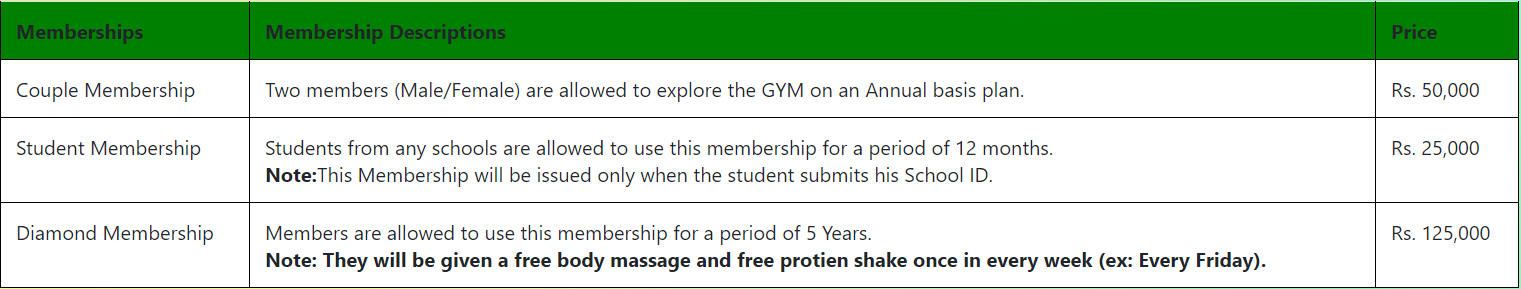 Memberships Membership Descriptions Price
Couple Membership Two members (Male/Female) are allowed to explore the GYM on an Annual basis plan. Rs. 50,000
Student Membership Students from any schools are allowed to use this membership for a period of 12 months. Rs. 25,000
Note:This Membership will be issued only when the student submits his School ID.
Diamond Membership Members are allowed to use this membership for a period of 5 Years. Rs. 125,000
Note: They will be given a free body massage and free protien shake once in every week (ex: Every Friday).